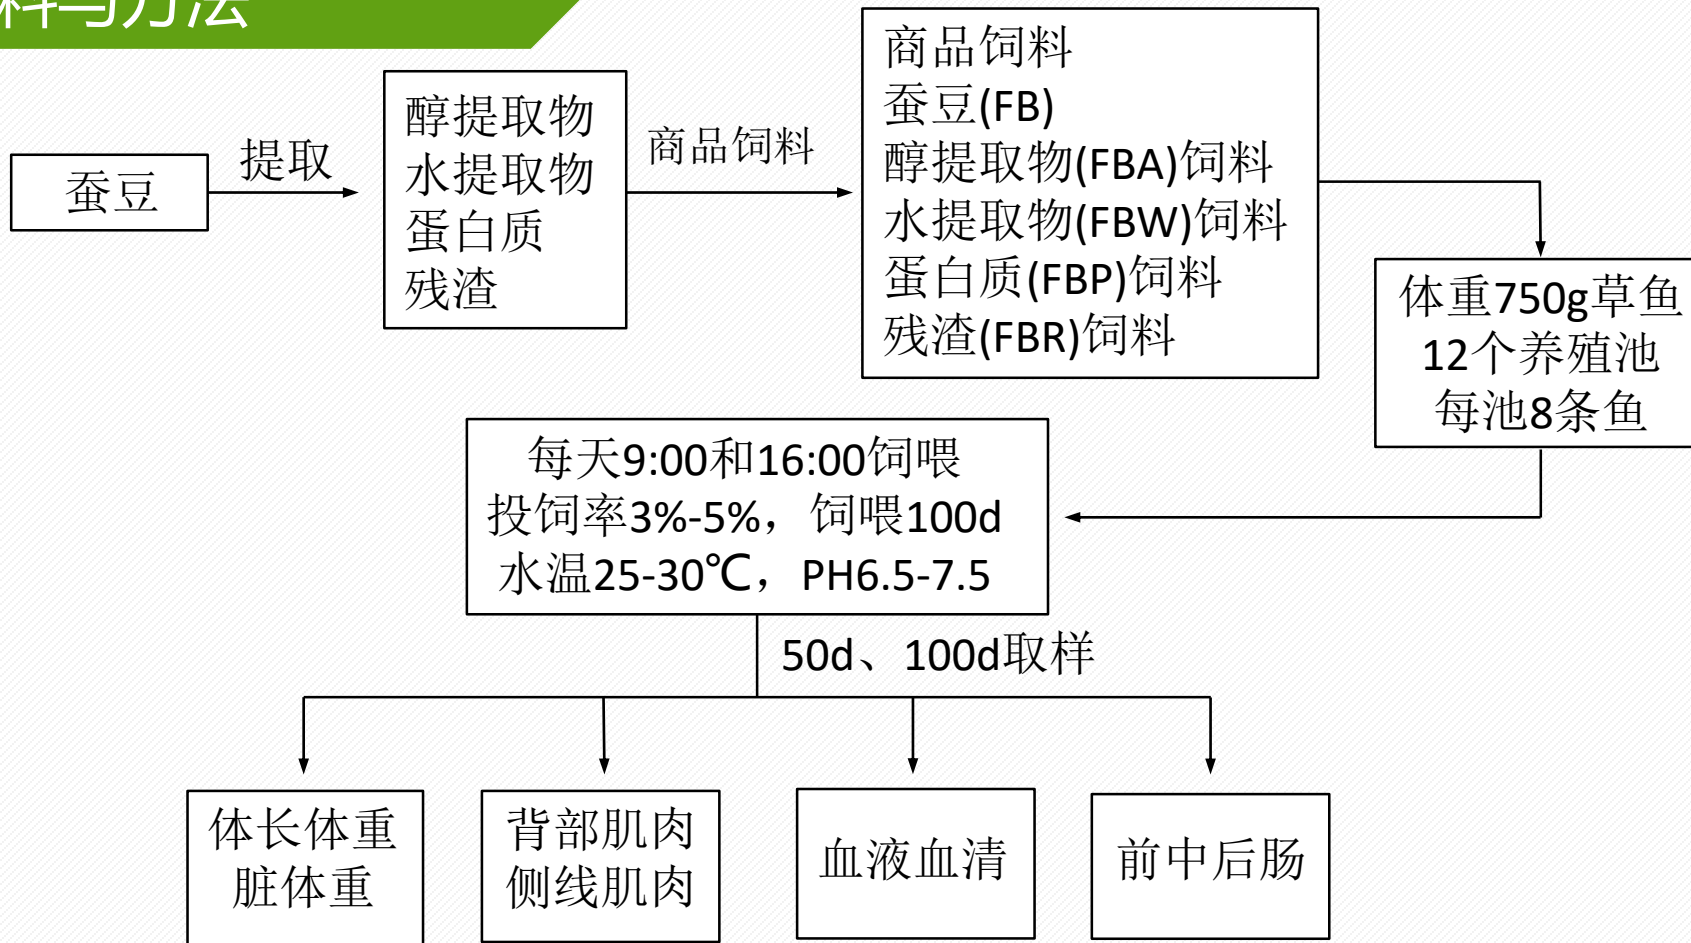 料与方法
蚕豆
提取
醇提取物
水提取物
蛋白质
残渣
商品饲料
商品饲料
蚕豆(FB)
醇提取物(FBA)饲料
水提取物(FBW)饲料
蛋白质(FBP)饲料
残渣(FBR)饲料
体重750g草鱼
12个养殖池
每池8条鱼
每天9:00和16:00饲喂
投饲率3%-5%，饲喂100d
水温25-30℃，PH6.5-7.5
50d、100d取样
体长体重
脏体重
背部肌肉
侧线肌肉
血液血清
前中后肠